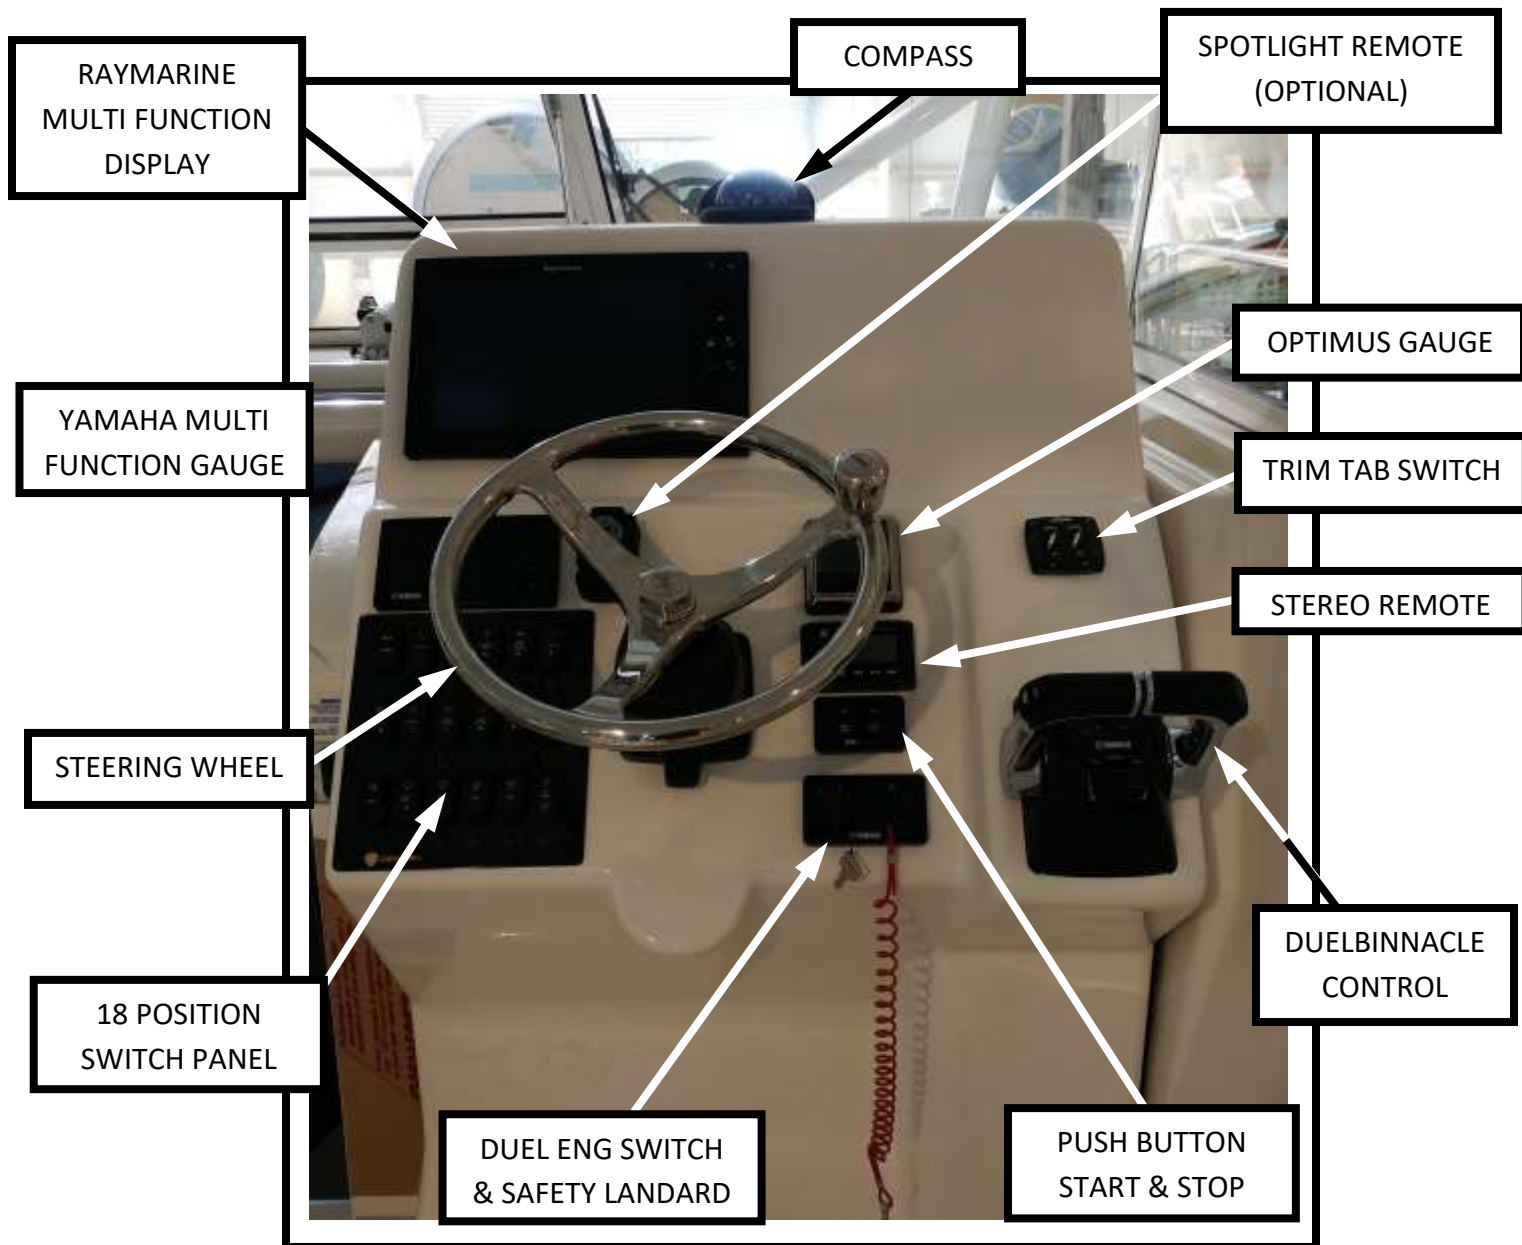 RAYMARINE
MULTI FUNCTION
DISPLAY
COMPASS
SPOTLIGHT REMOTE
(OPTIONAL)
OPTIMUS GAUGE
YAMAHA MULTI
FUNCTION GAUGE
TRIM TAB SWITCH
STEREO REMOTE
STEERING WHEEL
DUELBINNACLE
CONTROL
18 POSITION
SWITCH PANEL
DUEL ENG SWITCH
& SAFETY LANDARD
PUSH BUTTON
START & STOP